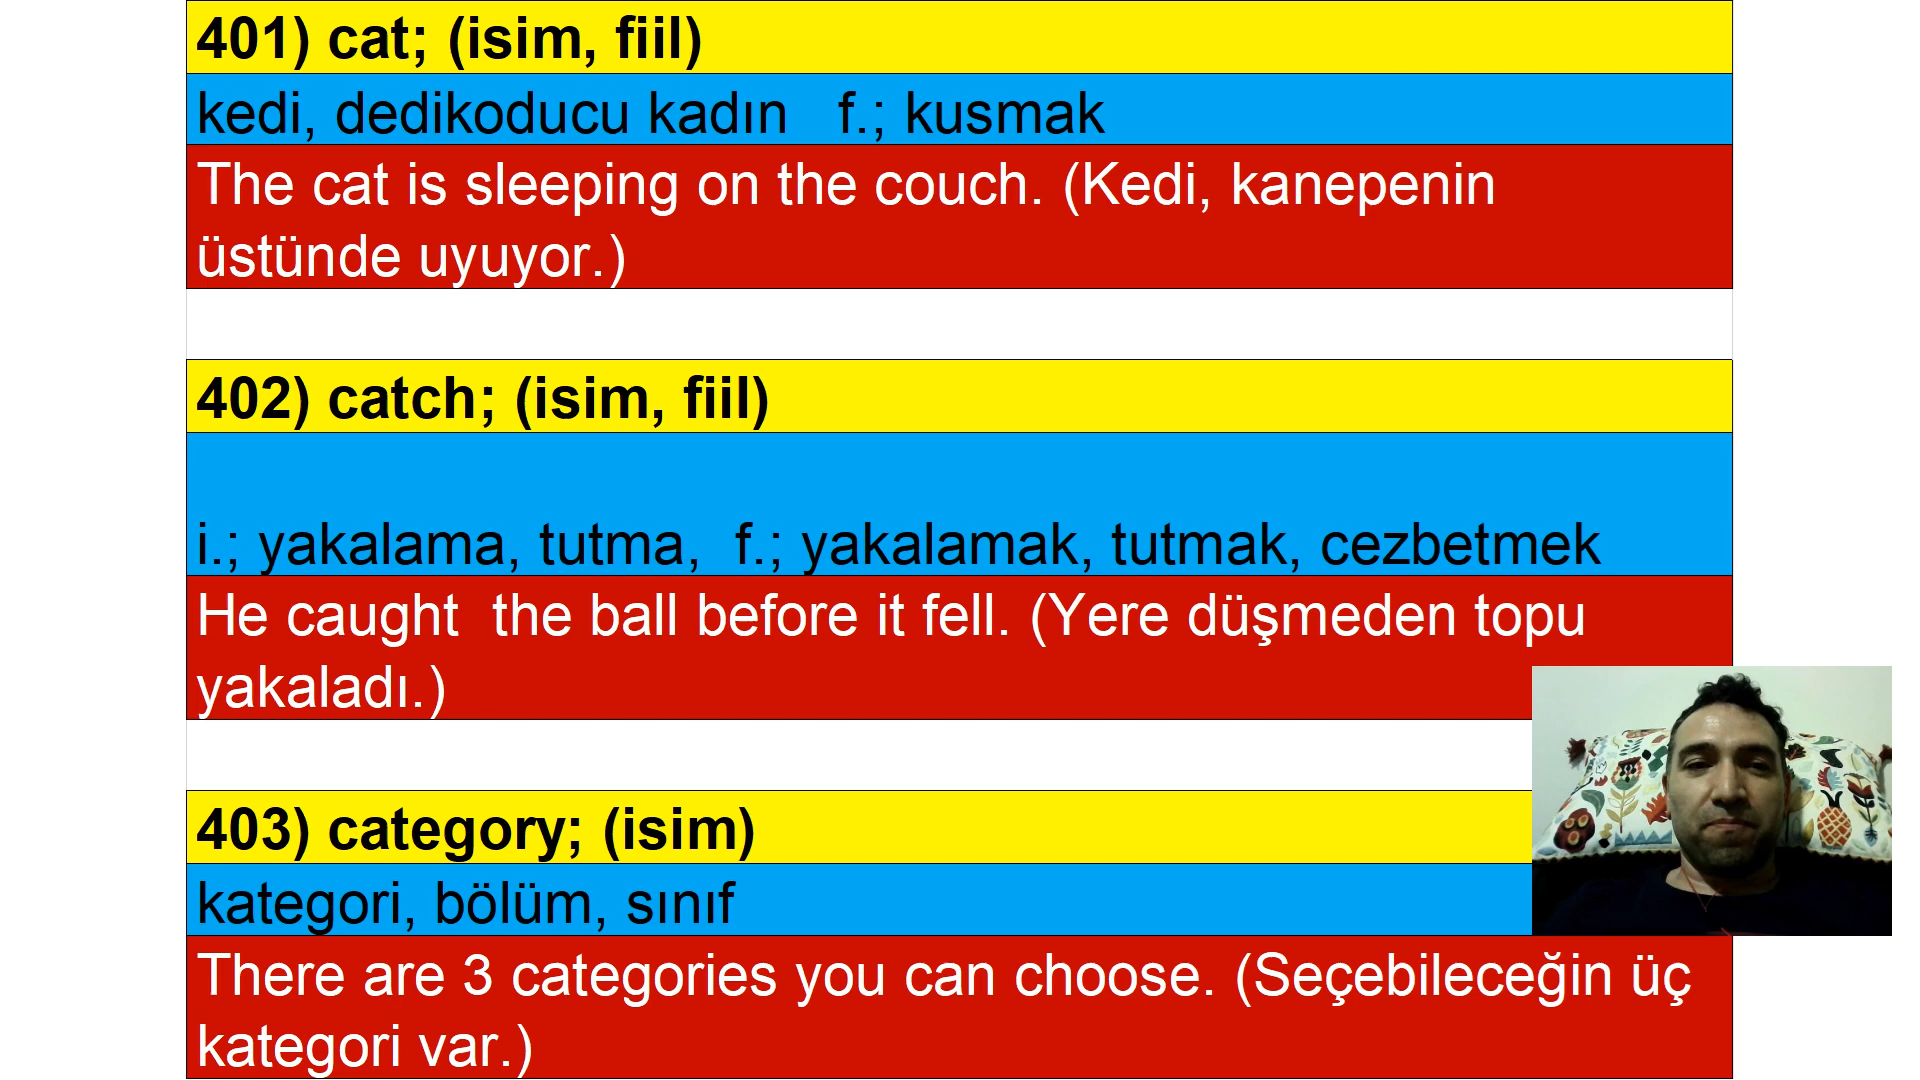 401) cat; (isim, fiil)
kedi, dedikoducu kadın   f.; kusmak
The cat is sleeping on the couch. (Kedi, kanepenin
üstünde uyuyor.)
402) catch; (isim, fiil)
i.; yakalama, tutma,  f.; yakalamak, tutmak, cezbetmek
He caught  the ball before it fell. (Yere düşmeden topu
yakaladı.)
403) category; (isim)
kategori, bölüm, sınıf
There are 3 categories you can choose. (Seçebileceğin üç
kategori var.)